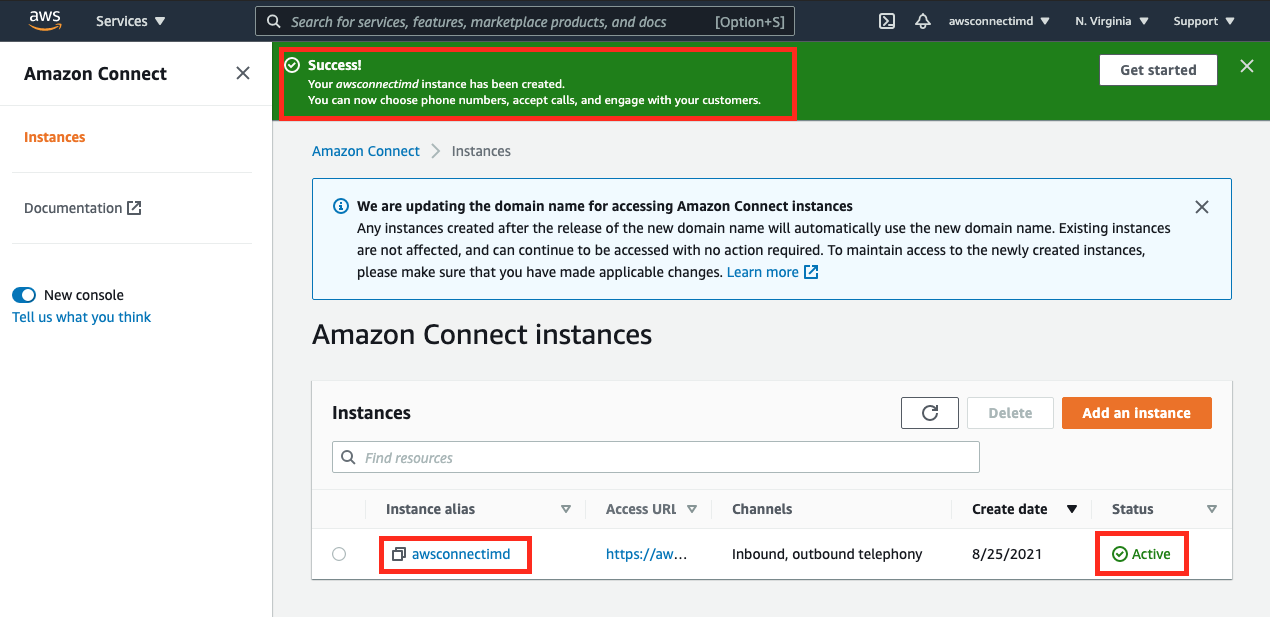 aws
Services
Search for services, features, marketplace products, and docs
[Option+S]
awsconnectimd
N. Virginia
Support
Amazon Connect
Instances
Documentation
New console
Tell us what you think
Success!
Your awsconnectimd instance has been created.
You can now choose phone numbers, accept calls, and engage with your customers.
Get started
Amazon Connect
Instances
We are updating the domain name for accessing Amazon Connect instances
Any instances created after the release of the new domain name will automatically use the new domain name. Existing instances
are not affected, and can continue to be accessed with no action required. To maintain access to the newly created instances,
please make sure that you have made applicable changes. Learn more
Amazon Connect instances
Instances
Delete
Add an instance
Find resources
Instance alias
Access URL
Channels
Create date
Status
awsconnectimd
https://aw...
Inbound, outbound telephony
8/25/2021
Active